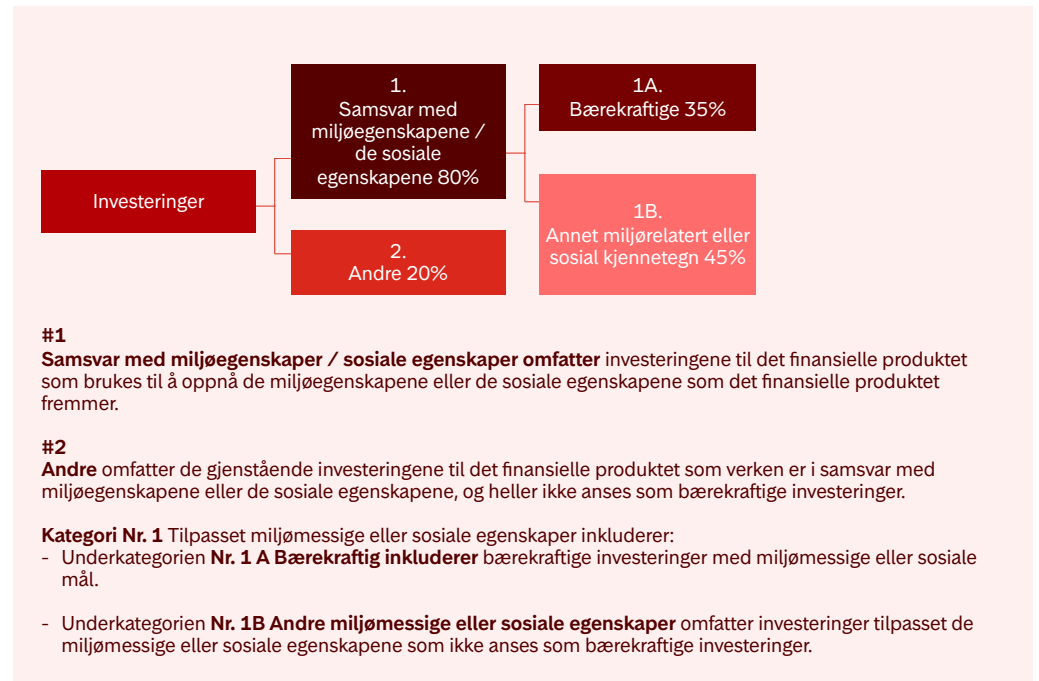 1.
Samsvar med
miljøegenskapene /
de sosiale
egenskapene 80%
1A.
Bærekraftige 35%
Investeringer
1B.
Annet miljørelatert eller
sosial kjennetegn 45%
2.
Andre 20%
#1
Samsvar med miljøegenskaper / sosiale egenskaper omfatter investeringene til det finansielle produktet
som brukes til å oppnå de miljøegenskapene eller de sosiale egenskapene som det finansielle produktet
fremmer.
#2
Andre omfatter de gjenstående investeringene til det finansielle produktet som verken er i samsvar med
miljøegenskapene eller de sosiale egenskapene, og heller ikke anses som bærekraftige investeringer.
Kategori Nr. 1 Tilpasset miljømessige eller sosiale egenskaper inkluderer:
- Underkategorien Nr. 1 A Bærekraftig inkluderer bærekraftige investeringer med miljømessige eller sosiale
mål.
- Underkategorien Nr. 1B Andre miljømessige eller sosiale egenskaper omfatter investeringer tilpasset de
miljømessige eller sosiale egenskapene som ikke anses som bærekraftige investeringer.